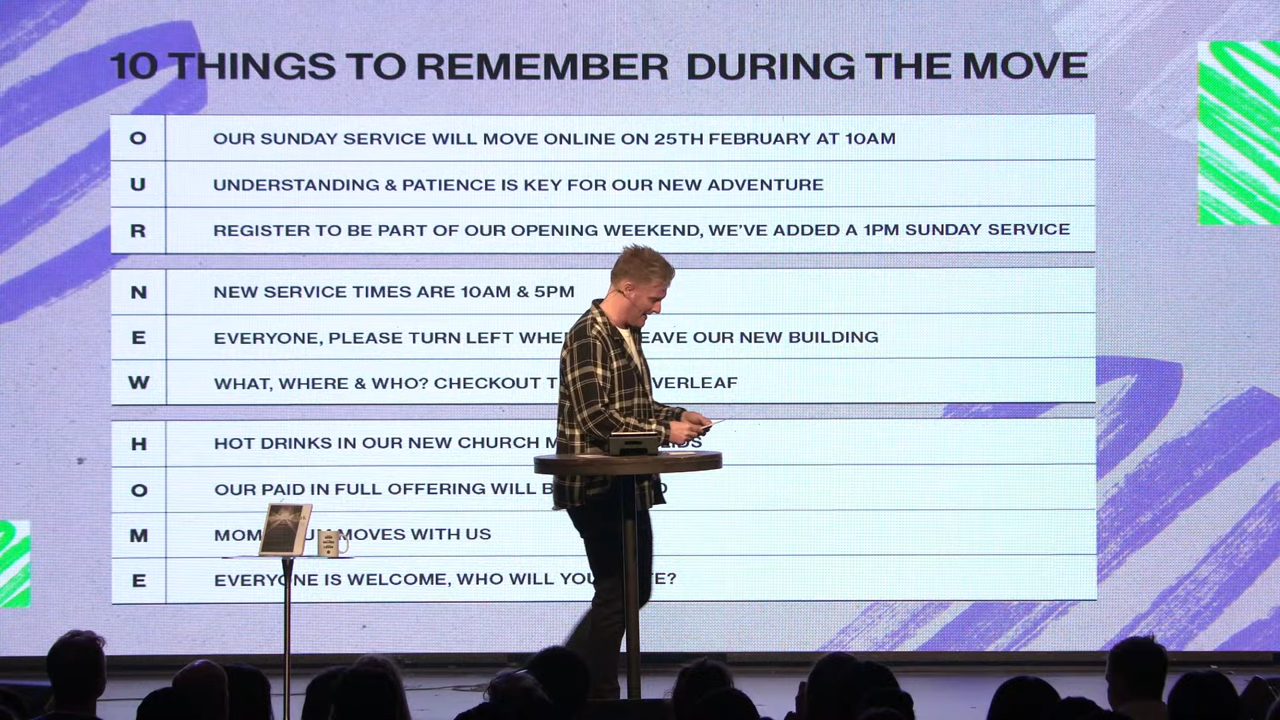 10 THINGS TO REMEMBER DURING THE MOVE
O OUR SUNDAY SERVICE WILL MOVE ONLINE ON 25TH FEBRUARY AT 10AM
U UNDERSTANDING & PATIENCE IS KEY FOR OUR NEW ADVENTURE
R REGISTER TO BE PART OF OUR OPENING WEEKEND, WE'VE ADDED A 1PM SUNDAY SERVICE
N NEW SERVICE TIMES ARE 10AM & 5PM
E EVERYONE, PLEASE TURN LEFT OUR NEW BUILDING
W WHAT, WHERE & WHO? CHECKOUT
H HOT DRINKS IN OUR NEW CHURCH
O OUR PAID IN FULL OFFERING WILL
M MOVES WITH US
E EVERYONE IS WELCOME, WHO WILL